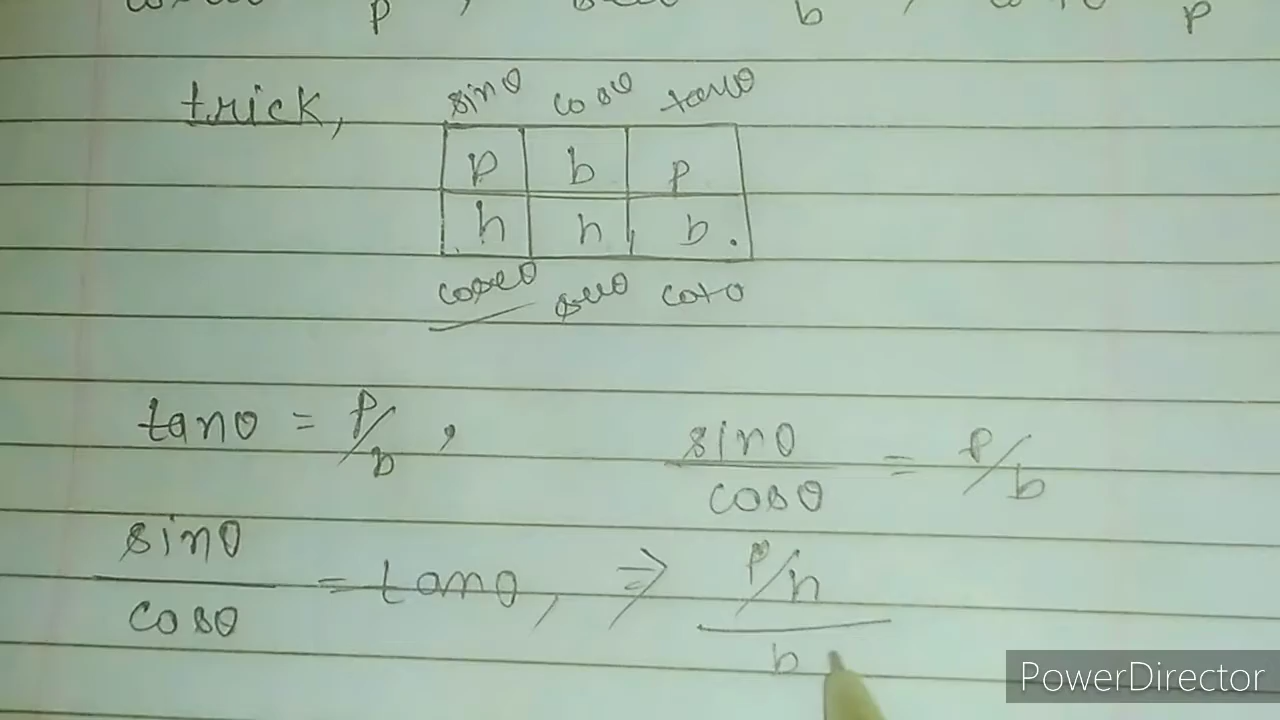 p , b , p
trick, sinθ cosθ tanθ
p b p
h h b .
cosecθ secθ cotθ
tanθ = p/b , sinθ/cosθ = p/b
sinθ/cosθ = tanθ, ⇒ p/h
b
PowerDirector